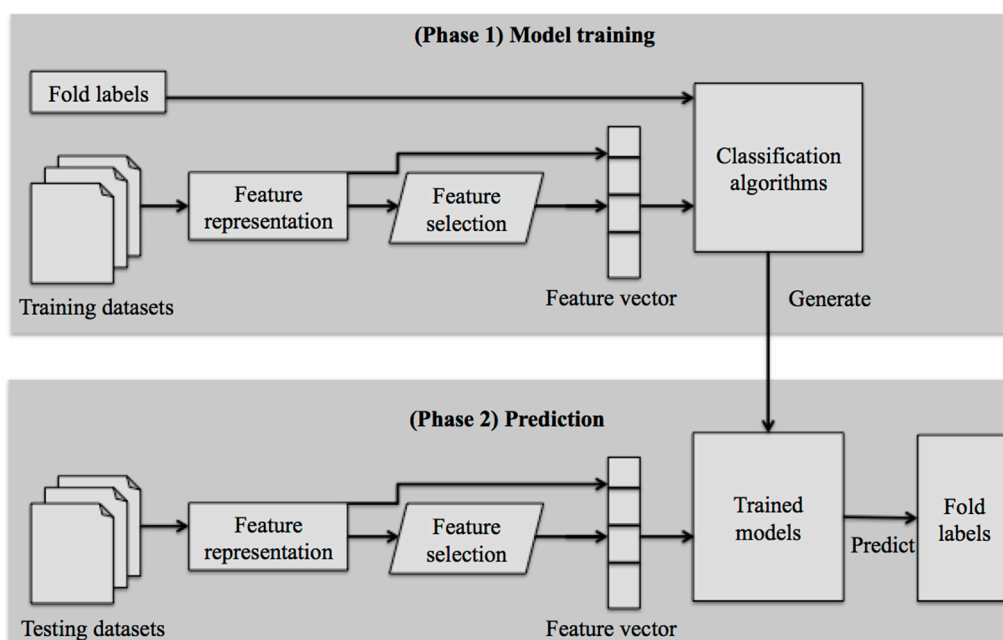 (Phase 1) Model training
Fold labels
Classification
algorithms
Feature
representation
Feature
selection
Training datasets
Feature vector
Generate
(Phase 2) Prediction
Feature
representation
Feature
selection
Trained
models
Predict
Fold
labels
Testing datasets
Feature vector